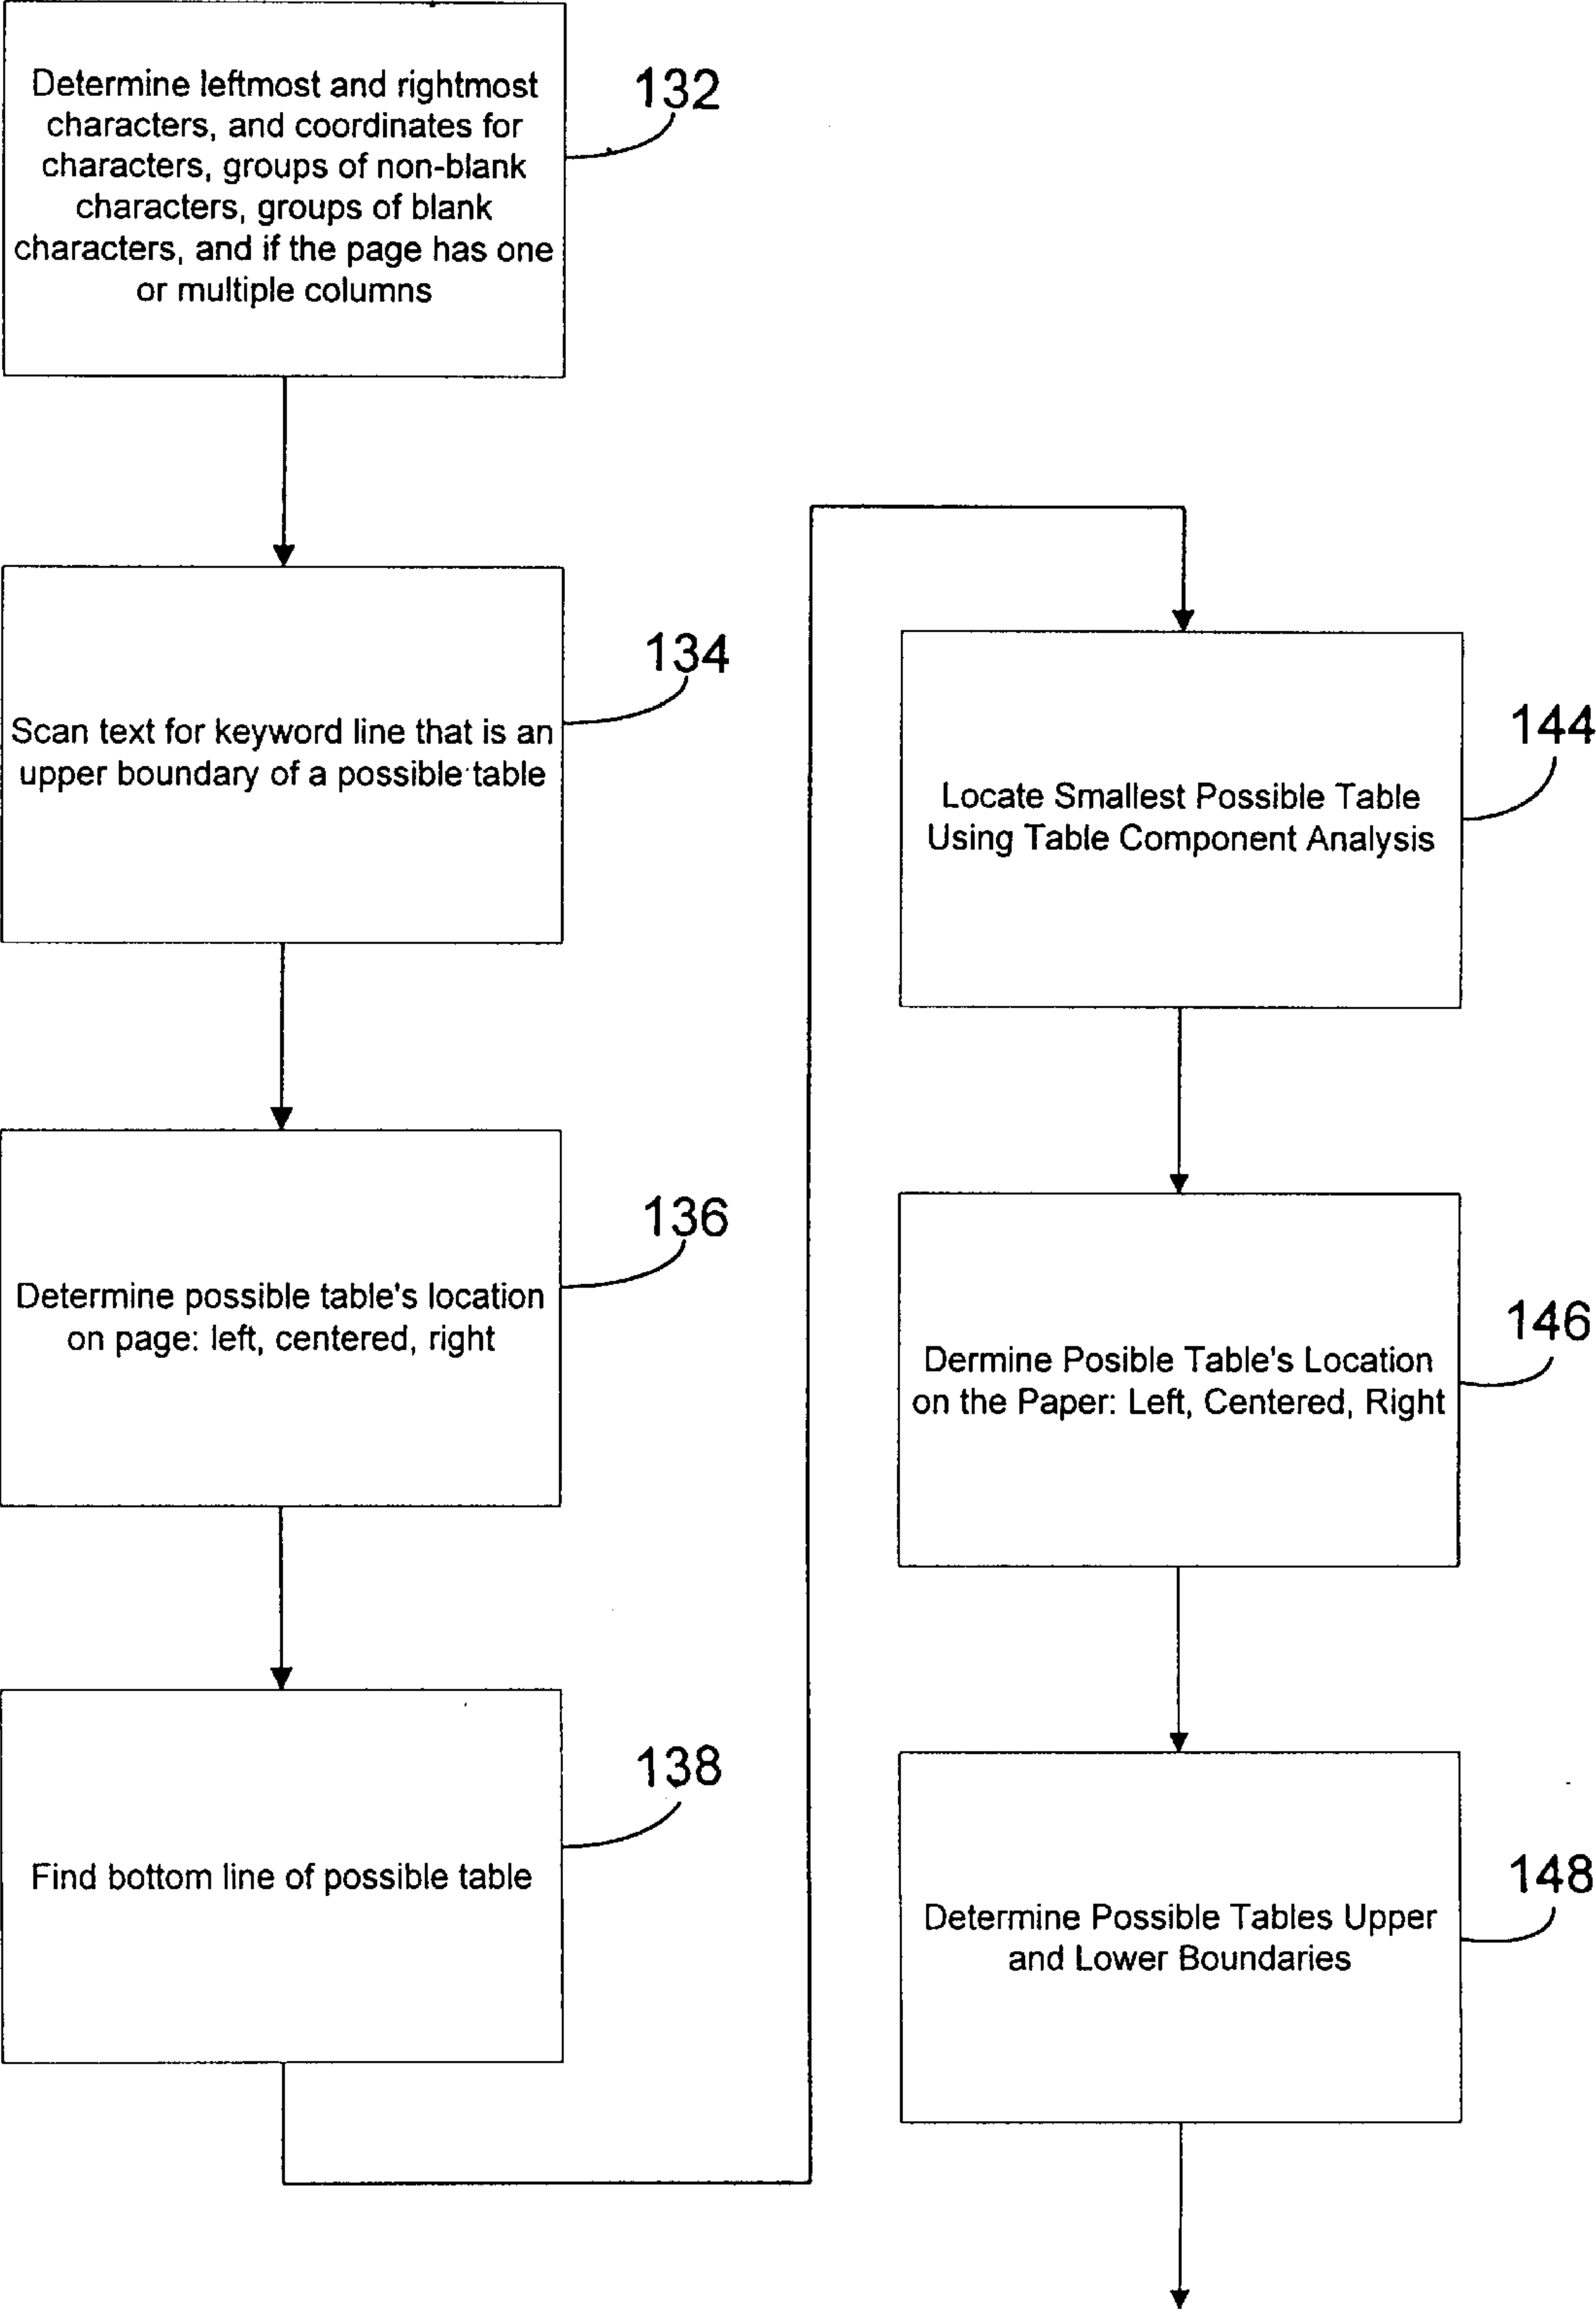 Determine leftmost and rightmost
characters, and coordinates for
characters, groups of non-blank
characters, groups of blank
characters, and if the page has one
or multiple columns
132
Scan text for keyword line that is an
upper boundary of a possible table
134
Determine possible table's location
on page: left, centered, right
136
Find bottom line of possible table
138
Locate Smallest Possible Table
Using Table Component Analysis
144
Dermine Posible Table's Location
on the Paper: Left, Centered, Right
146
Determine Possible Tables Upper
and Lower Boundaries
148